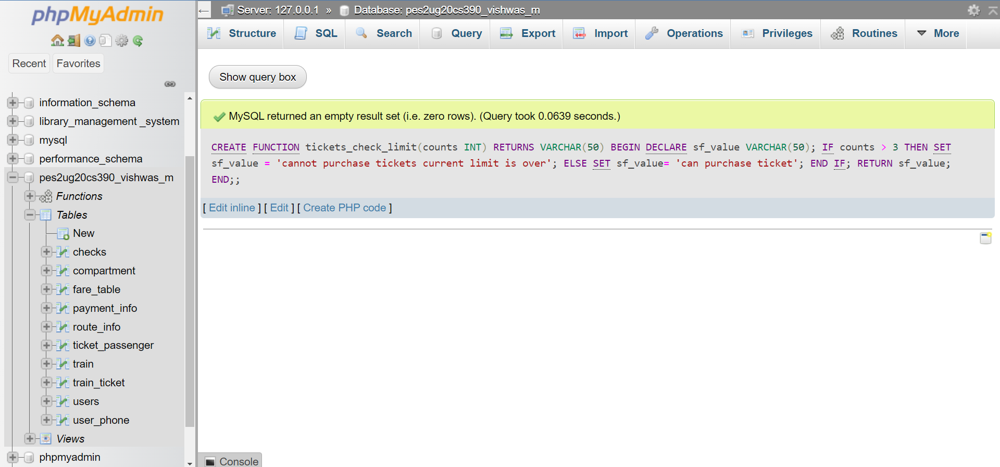 phpMyAdmin
Recent
Favorites
information_schema
library_management _system
mysql
performance_schema
pes2ug20cs390_vishwas_m
Functions
Tables
New
checks
compartment
fare_table
payment_info
route_info
ticket_passenger
train
train_ticket
users
user_phone
Views
phpmyadmin
Server: 127.0.0.1 » Database: pes2ug20cs390_vishwas_m
Structure SQL Search Query Export Import Operations Privileges Routines More
Show query box
MySQL returned an empty result set (i.e. zero rows). (Query took 0.0639 seconds.)
CREATE FUNCTION tickets_check_limit(counts INT) RETURNS VARCHAR(50) BEGIN DECLARE sf_value VARCHAR(50); IF counts > 3 THEN SET
sf_value = 'cannot purchase tickets current limit is over'; ELSE SET sf_value= 'can purchase ticket'; END IF; RETURN sf_value;
END;;
[ Edit inline ] [ Edit ] [ Create PHP code ]
Console